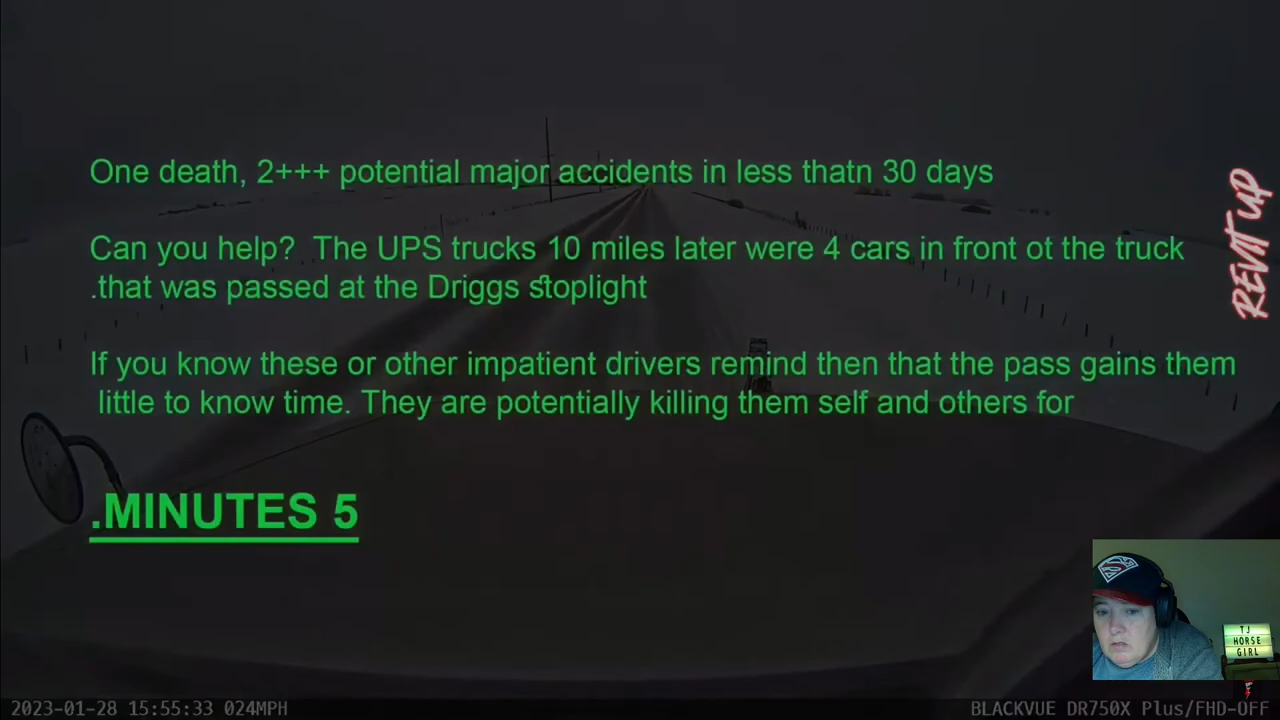 One death, 2+++ potential major accidents in less thatn 30 days
Can you help?  The UPS trucks 10 miles later were 4 cars in front ot the truck
.that was passed at the Driggs stoplight
If you know these or other impatient drivers remind then that the pass gains them
little to know time. They are potentially killing them self and others for
.MINUTES 5
REVIT UP
TJ
HORSE
GIRL
2023-01-28 15:55:33 024MPH
BLACKVUE DR750X Plus/FHD-OFF